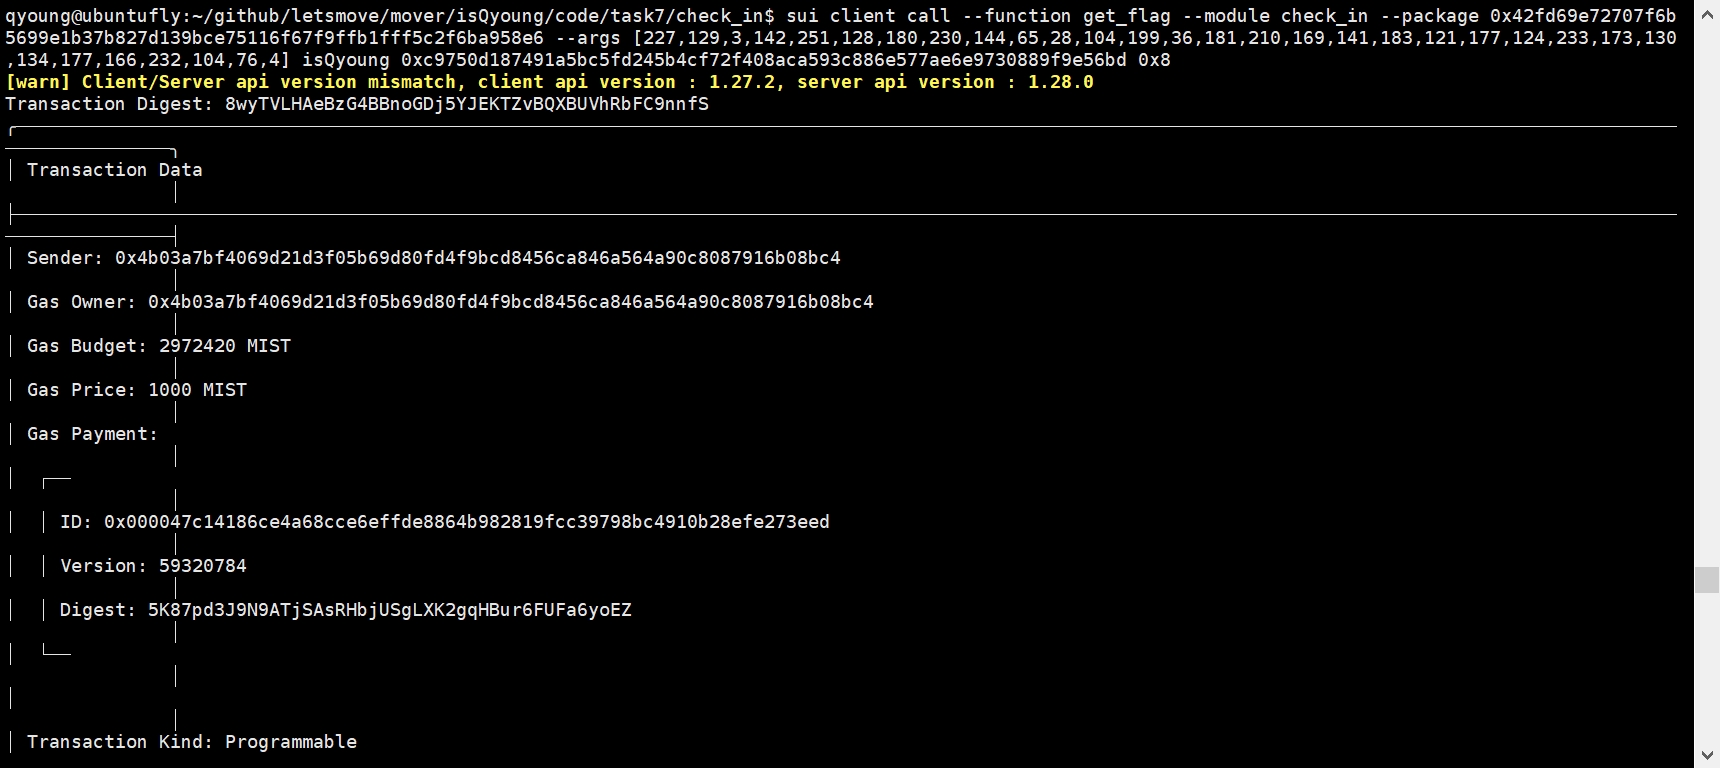 qyoung@ubuntufly:~/github/letsmove/mover/isQyoung/code/task7/check_in$ sui client call --function get_flag --module check_in --package 0x42fd69e72707f6b
5699e1b37b827d139bce75116f67f9ffb1fff5c2f6ba958e6 --args [227,129,3,142,251,128,180,230,144,65,28,104,199,36,181,210,169,141,183,121,177,124,233,173,130
,134,177,166,232,104,76,4] isQyoung 0xc9750d187491a5bc5fd245b4cf72f408aca593c886e577ae6e9730889f9e56bd 0x8
[warn] Client/Server api version mismatch, client api version : 1.27.2, server api version : 1.28.0
Transaction Digest: 8wyTVLHAeBzG4BBnoGDj5YJEKTZvBQXBUVhRbFC9nnfS
Transaction Data
Sender: 0x4b03a7bf4069d21d3f05b69d80fd4f9bcd8456ca846a564a90c8087916b08bc4
Gas Owner: 0x4b03a7bf4069d21d3f05b69d80fd4f9bcd8456ca846a564a90c8087916b08bc4
Gas Budget: 2972420 MIST
Gas Price: 1000 MIST
Gas Payment:
ID: 0x000047c14186ce4a68cce6effde8864b982819fcc39798bc4910b28efe273eed
Version: 59320784
Digest: 5K87pd3J9N9ATjSAsRHbjUSgLXK2gqHBur6FUFa6yoEZ
Transaction Kind: Programmable